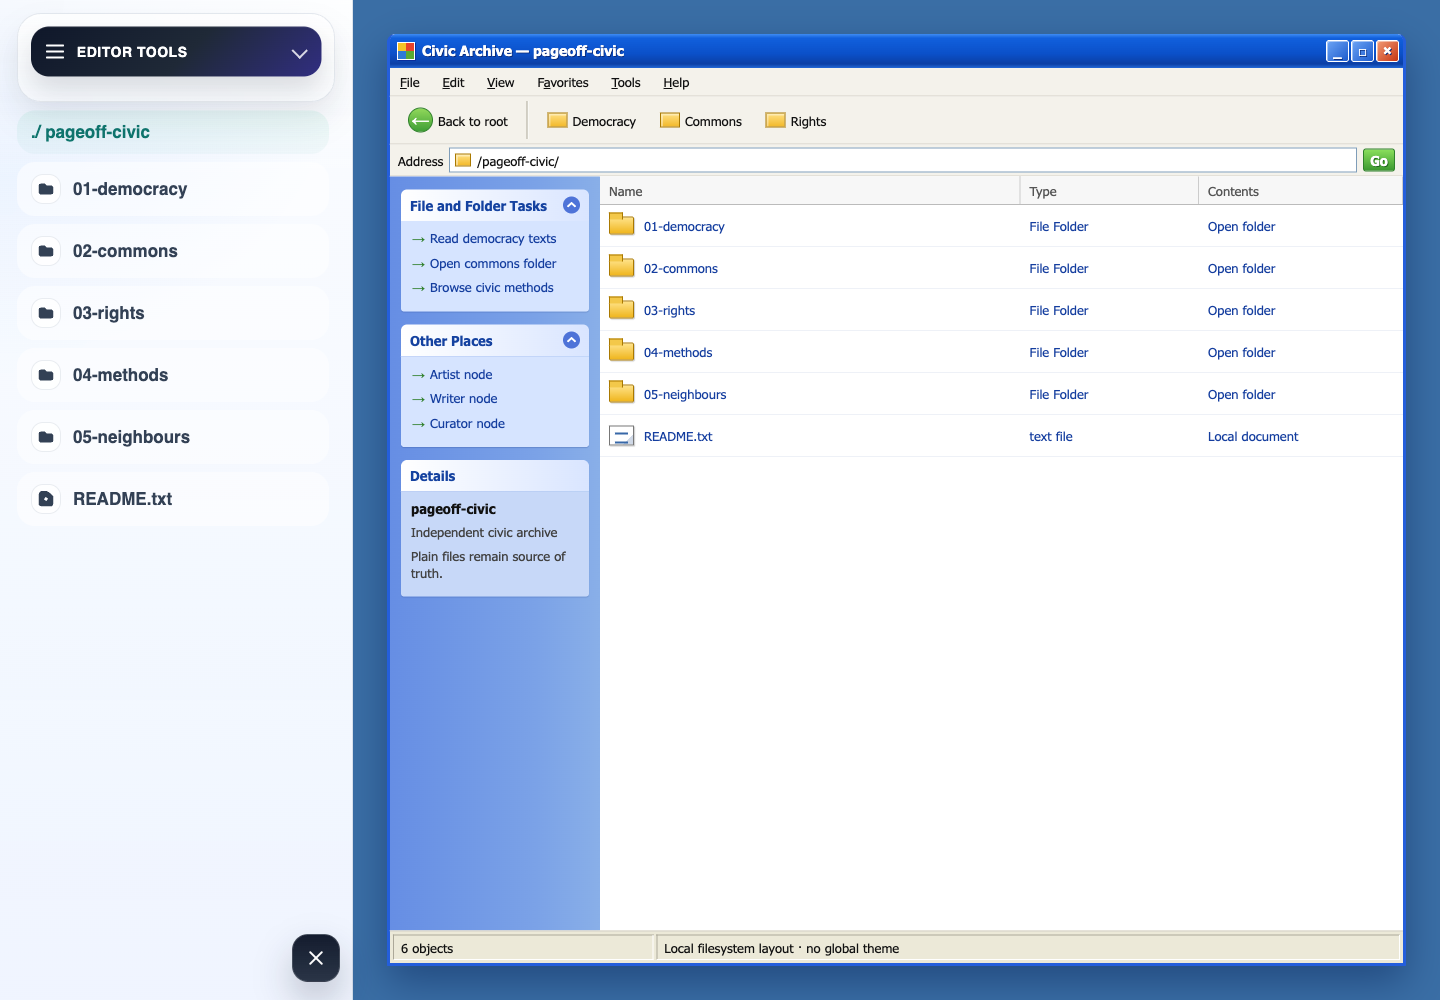 EDITOR TOOLS
./ pageoff-civic
01-democracy
02-commons
03-rights
04-methods
05-neighbours
README.txt
Civic Archive — pageoff-civic
File Edit View Favorites Tools Help
Back to root Democracy Commons Rights
Address /pageoff-civic/ Go
File and Folder Tasks
→ Read democracy texts
→ Open commons folder
→ Browse civic methods
Other Places
→ Artist node
→ Writer node
→ Curator node
Details
pageoff-civic
Independent civic archive
Plain files remain source of
truth.
Name Type Contents
01-democracy File Folder Open folder
02-commons File Folder Open folder
03-rights File Folder Open folder
04-methods File Folder Open folder
05-neighbours File Folder Open folder
README.txt text file Local document
6 objects Local filesystem layout · no global theme